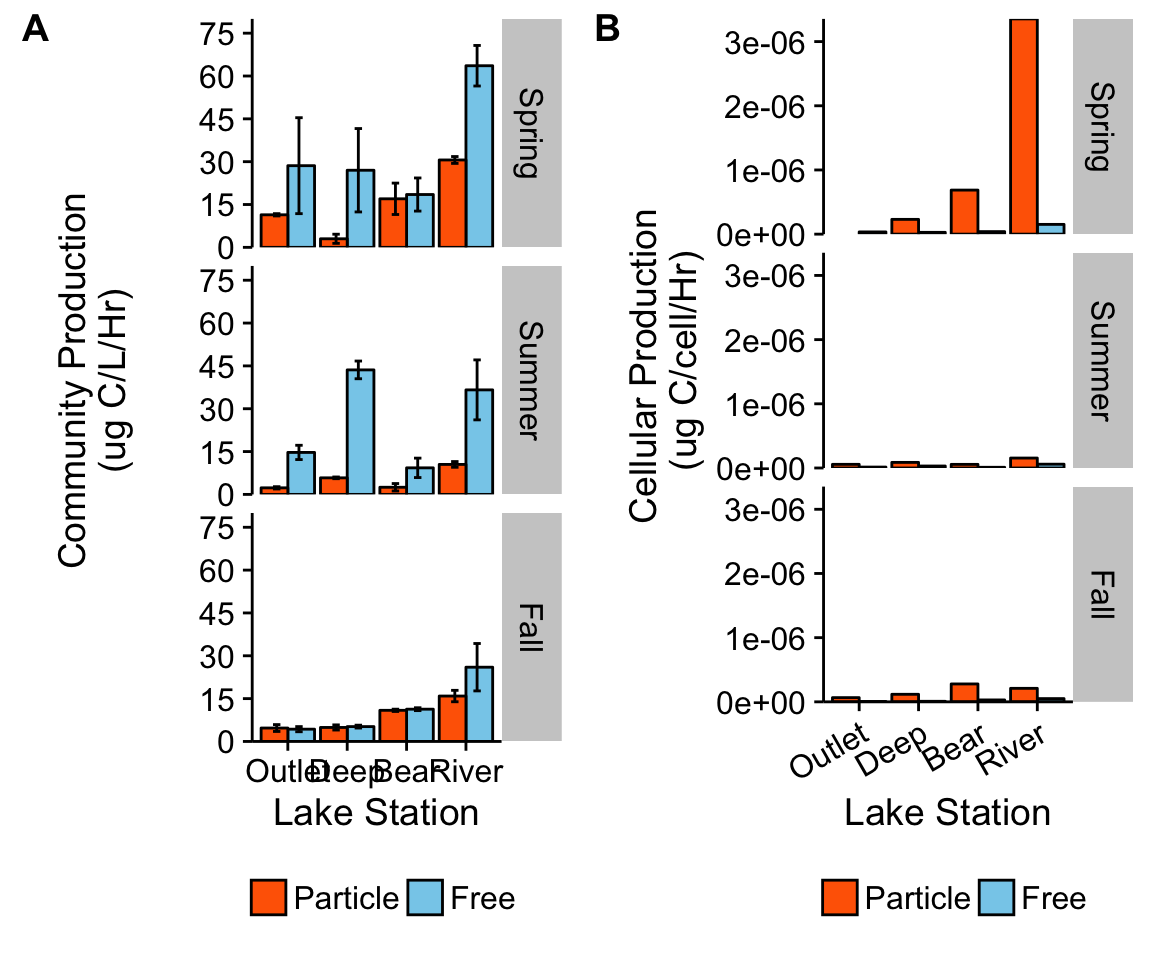 A
Community Production
(ug C/L/Hr)
75
60
45
30
15
0
Spring
75
60
45
30
15
0
Summer
75
60
45
30
15
0
Fall
Outlet Deep Bear River
Lake Station
Particle Free
B
Cellular Production
(ug C/cell/Hr)
3e-06
2e-06
1e-06
0e+00
Spring
3e-06
2e-06
1e-06
0e+00
Summer
3e-06
2e-06
1e-06
0e+00
Fall
Outlet Deep Bear River
Lake Station
Particle Free